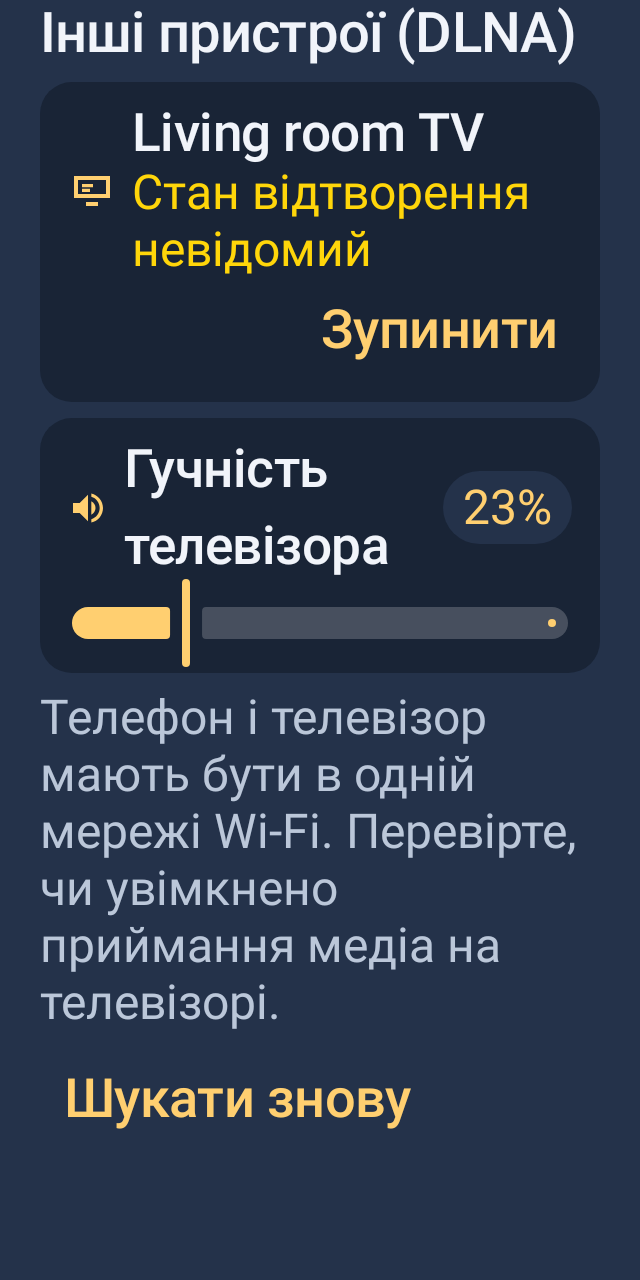 Інші пристрої (DLNA)
Living room TV
Стан відтворення
невідомий
Зупинити
Гучність
телевізора
23%
Телефон і телевізор
мають бути в одній
мережі Wi-Fi. Перевірте,
чи увімкнено
приймання медіа на
телевізорі.
Шукати знову